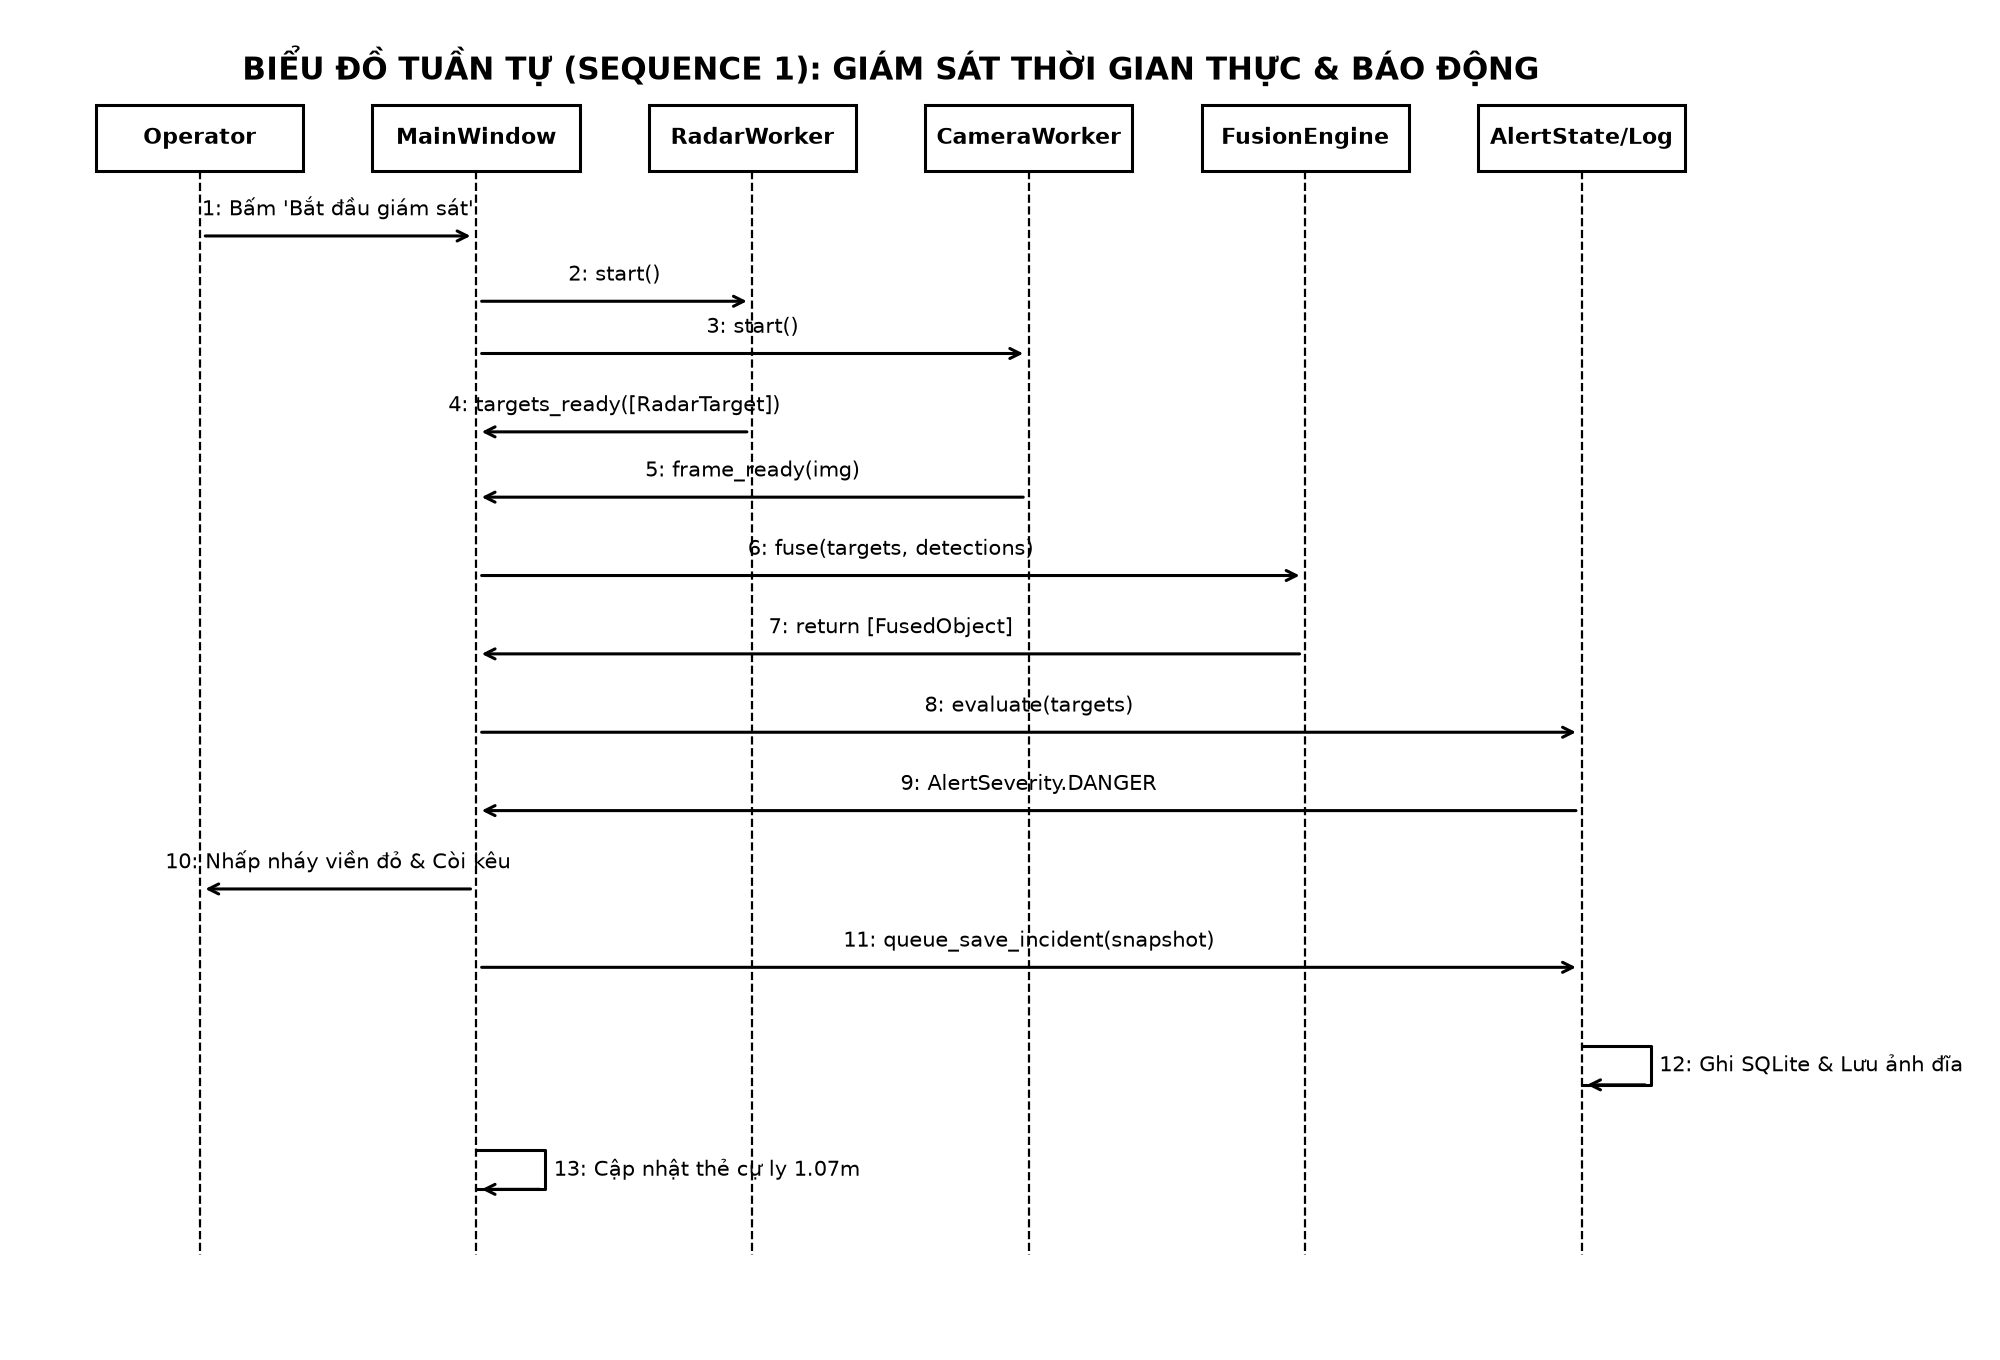 BIỂU ĐỒ TUẦN TỰ (SEQUENCE 1): GIÁM SÁT THỜI GIAN THỰC & BÁO ĐỘNG
Operator
MainWindow
RadarWorker
CameraWorker
FusionEngine
AlertState/Log
1: Bấm 'Bắt đầu giám sát'
2: start()
3: start()
4: targets_ready([RadarTarget])
5: frame_ready(img)
6: fuse(targets, detections)
7: return [FusedObject]
8: evaluate(targets)
9: AlertSeverity.DANGER
10: Nhấp nháy viền đỏ & Còi kêu
11: queue_save_incident(snapshot)
12: Ghi SQLite & Lưu ảnh đĩa
13: Cập nhật thẻ cự ly 1.07m